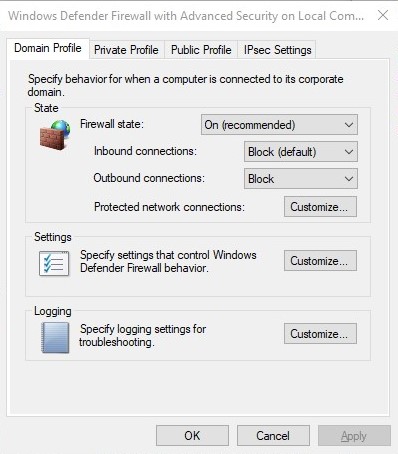 Windows Defender Firewall with Advanced Security on Local Com...
Domain Profile Private Profile Public Profile IPsec Settings
Specify behavior for when a computer is connected to its corporate
domain.
State
Firewall state: On (recommended)
Inbound connections: Block (default)
Outbound connections: Block
Protected network connections: Customize...
Settings
Specify settings that control Windows
Defender Firewall behavior.
Customize...
Logging
Specify logging settings for
troubleshooting.
Customize...
OK Cancel Apply